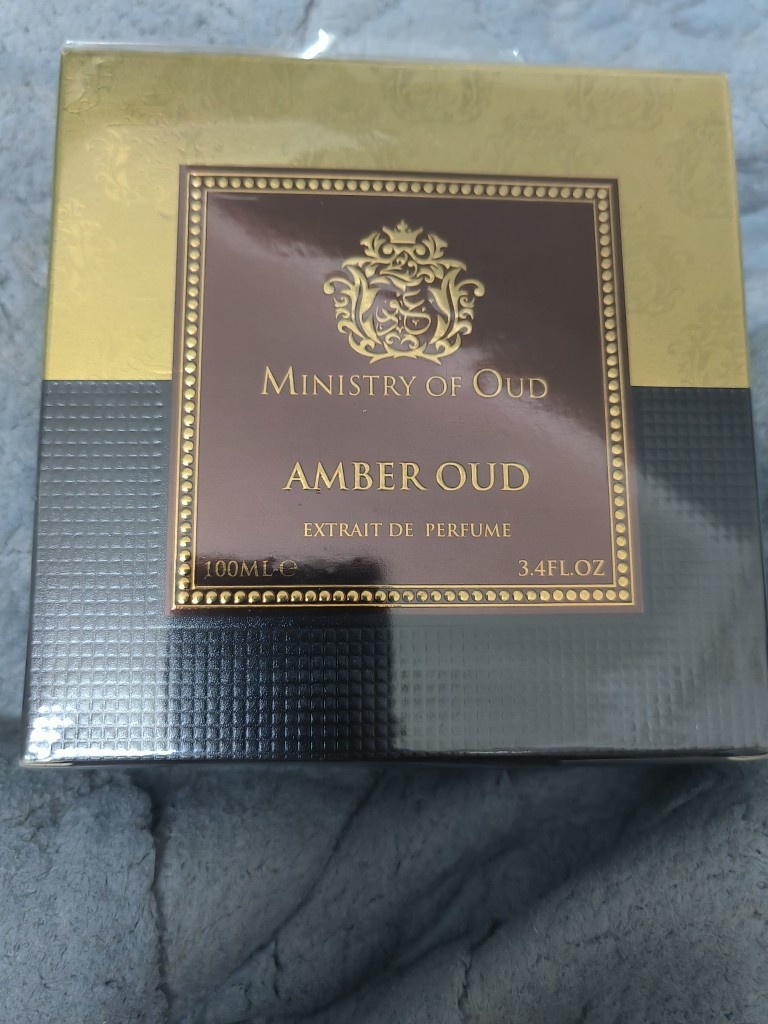 MINISTRY OF OUD
AMBER OUD
EXTRAIT DE PERFUME
100ML ℮
3.4FL.OZ